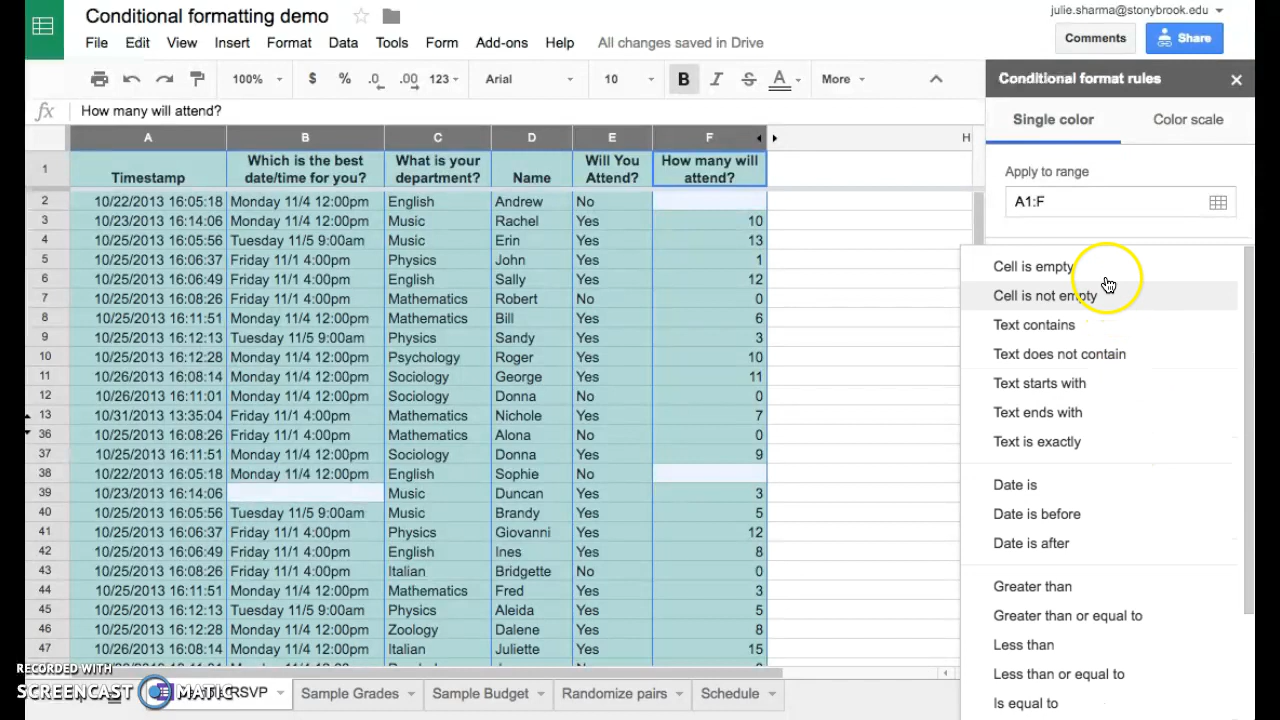 Conditional formatting demo
julie.sharma@stonybrook.edu
File Edit View Insert Format Data Tools Form Add-ons Help All changes saved in Drive
Comments Share
100% $ % .0 .00 123 Arial 10 B I S A More
Conditional format rules
fx How many will attend?
Single color Color scale
A B C D E F H
Apply to range
A1:F
1 Timestamp Which is the best date/time for you? What is your department? Name Will You Attend? How many will attend?
2 10/22/2013 16:05:18 Monday 11/4 12:00pm English Andrew No
3 10/23/2013 16:14:06 Monday 11/4 12:00pm Music Rachel Yes 10
4 10/25/2013 16:05:56 Tuesday 11/5 9:00am Music Erin Yes 13
5 10/25/2013 16:06:37 Friday 11/1 4:00pm Physics John Yes 1
6 10/25/2013 16:06:49 Friday 11/1 4:00pm English Sally Yes 12
7 10/25/2013 16:08:26 Friday 11/1 4:00pm Mathematics Robert No 0
8 10/25/2013 16:11:51 Friday 11/1 4:00pm Mathematics Bill Yes 6
9 10/25/2013 16:12:13 Tuesday 11/5 9:00am Physics Sandy Yes 3
10 10/25/2013 16:12:28 Monday 11/4 12:00pm Psychology Roger Yes 10
11 10/26/2013 16:08:14 Monday 11/4 12:00pm Sociology George Yes 11
12 10/26/2013 16:11:01 Monday 11/4 12:00pm Sociology Donna No 0
13 10/31/2013 13:35:04 Friday 11/1 4:00pm Mathematics Nichole Yes 7
36 10/25/2013 16:08:26 Friday 11/1 4:00pm Mathematics Alona No 0
37 10/25/2013 16:11:51 Monday 11/4 12:00pm Sociology Donna Yes 9
38 10/22/2013 16:05:18 Monday 11/4 12:00pm English Sophie No
39 10/23/2013 16:14:06 Music Duncan Yes 3
40 10/25/2013 16:05:56 Tuesday 11/5 9:00am Music Brandy Yes 5
41 10/25/2013 16:06:37 Friday 11/1 4:00pm Physics Giovanni Yes 12
42 10/25/2013 16:06:49 Friday 11/1 4:00pm English Ines Yes 8
43 10/25/2013 16:08:26 Friday 11/1 4:00pm Italian Bridgette No 0
44 10/25/2013 16:11:51 Monday 11/4 12:00pm Mathematics Fred Yes 3
45 10/25/2013 16:12:13 Tuesday 11/5 9:00am Physics Aleida Yes 5
46 10/25/2013 16:12:28 Monday 11/4 12:00pm Zoology Dalene Yes 8
47 10/26/2013 16:08:14 Monday 11/4 12:00pm Italian Juliette Yes 15
Cell is empty
Cell is not empty
Text contains
Text does not contain
Text starts with
Text ends with
Text is exactly
Date is
Date is before
Date is after
Greater than
Greater than or equal to
Less than
Less than or equal to
Is equal to
RECORDED WITH
SCREENCAST MATIC
RSVP Sample Grades Sample Budget Randomize pairs Schedule